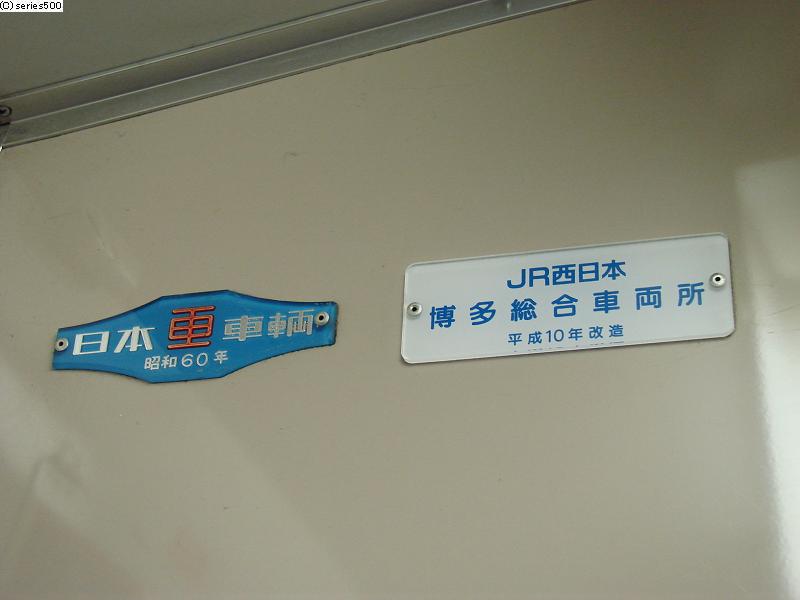 (C) series500
日本車輌
昭和60年
JR西日本
博多総合車両所
平成10年改造